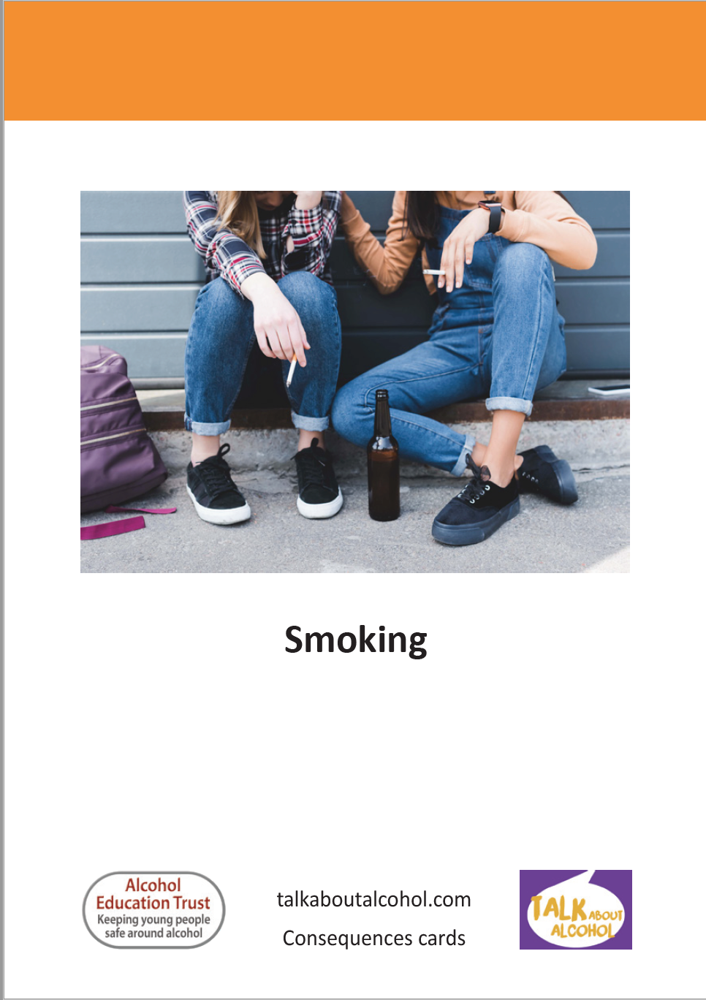 Smoking
Alcohol
Education Trust
Keeping young people
safe around alcohol
talkaboutalcohol.com
Consequences cards
TALK ABOUT
ALCOHOL